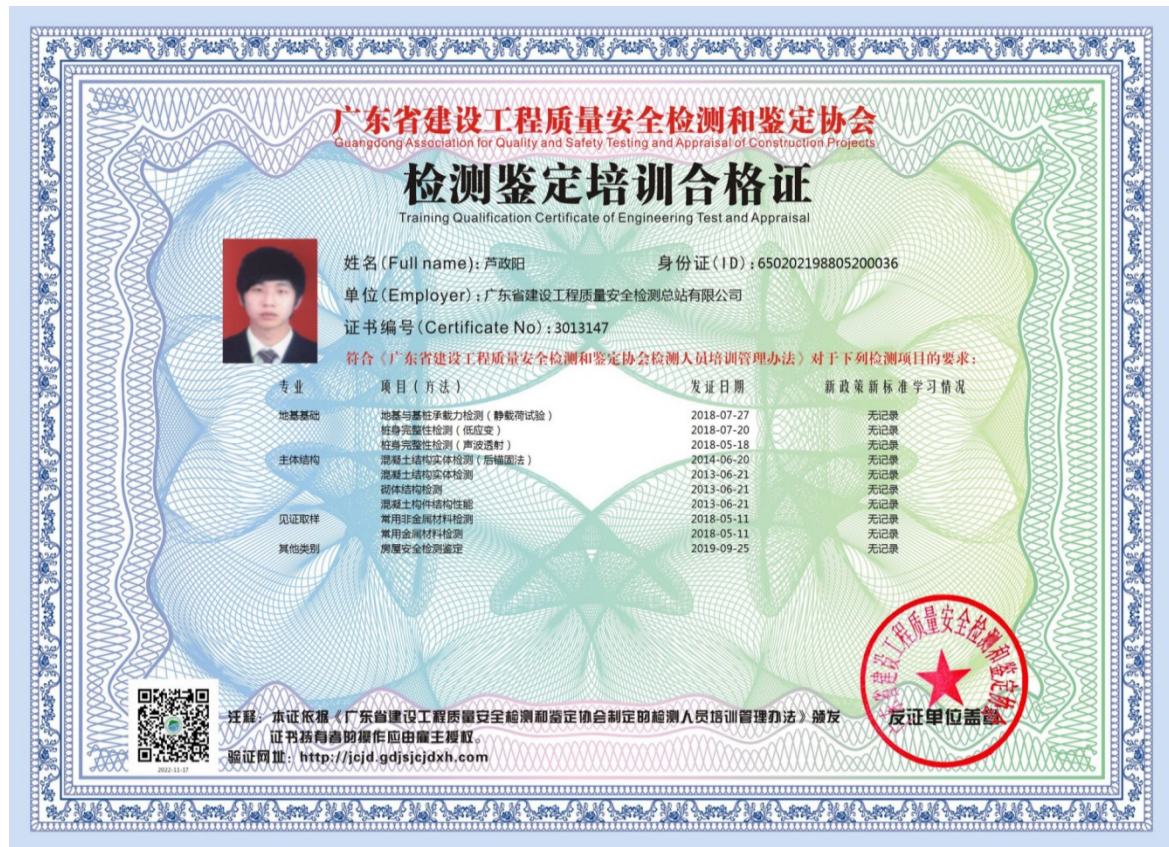 广东省建设工程质量安全检测和鉴定协会
Guangdong Association for Quality and Safety Testing and Appraisal of Construction Projects
检测鉴定培训合格证
Training Qualification Certificate of Engineering Test and Appraisal
姓名(Full name):芦政阳 身份证(ID):650202198805200036
单位(Employer):广东省建设工程质量安全检测总站有限公司
证书编号(Certificate No):3013147
符合《广东省建设工程质量安全检测和鉴定协会检测人员培训管理办法》对于下列检测项目的要求:
专业 项目(方法) 发证日期 新政策新标准学习情况
地基基础 地基与基桩承载力检测(静载荷试验) 2018-07-27 无记录
桩身完整性检测(低应变) 2018-07-20 无记录
桩身完整性检测(声波透射) 2018-05-18 无记录
主体结构 混凝土结构实体检测(后锚固法) 2014-06-20 无记录
混凝土结构实体检测 2013-06-21 无记录
砌体结构检测 2013-06-21 无记录
混凝土构件结构性能 2013-06-21 无记录
见证取样 常用非金属材料检测 2018-05-11 无记录
常用金属材料检测 2018-05-11 无记录
其他类别 房屋安全检测鉴定 2019-09-25 无记录
广东省建设工程质量安全检测和鉴定协会
发证单位盖章
注释:本证依据《广东省建设工程质量安全检测和鉴定协会制定的检测人员培训管理办法》颁发
证书持有者的操作应由雇主授权。
验证网址:http://jcjd.gdjsjcjdxh.com
2022-11-17